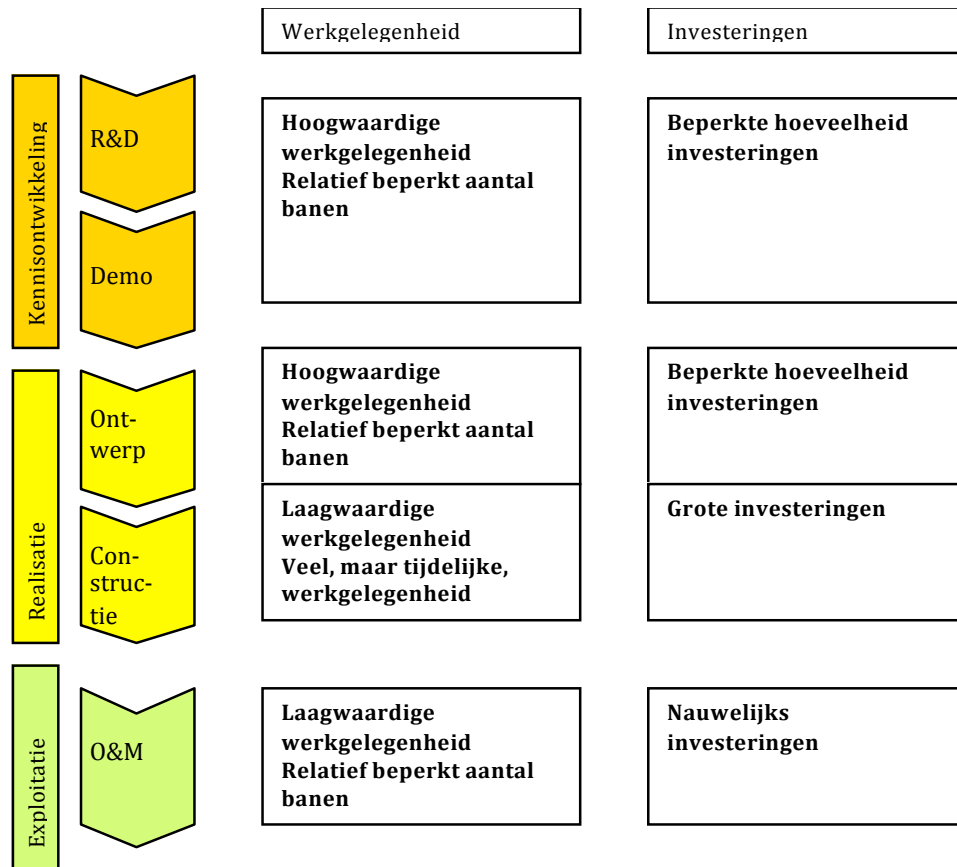 Werkgelegenheid
Investeringen
Kennisontwikkeling
R&D
Hoogwaardige
werkgelegenheid
Relatief beperkt aantal
banen
Beperkte hoeveelheid
investeringen
Demo
Realisatie
Ont-
werp
Hoogwaardige
werkgelegenheid
Relatief beperkt aantal
banen
Beperkte hoeveelheid
investeringen
Con-
struc-
tie
Laagwaardige
werkgelegenheid
Veel, maar tijdelijke,
werkgelegenheid
Grote investeringen
Exploitatie
O&M
Laagwaardige
werkgelegenheid
Relatief beperkt aantal
banen
Nauwelijks
investeringen